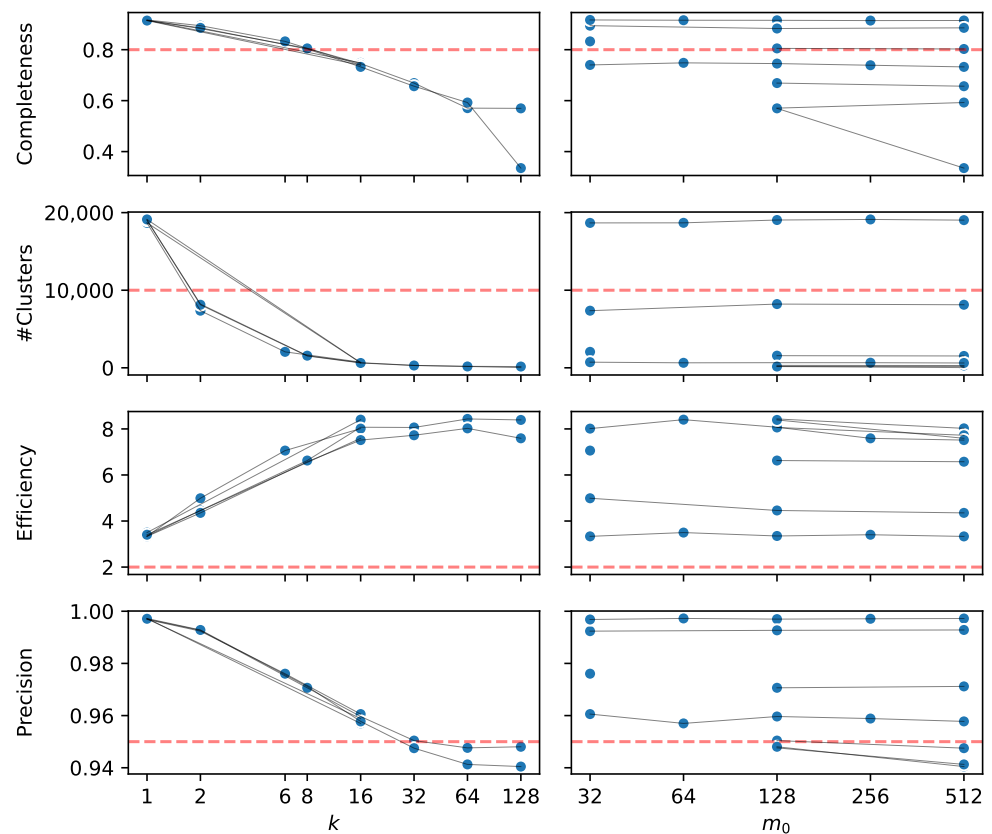 Completeness
0.8
0.6
0.4
#Clusters
20,000
10,000
0
Efficiency
8
6
4
2
Precision
1.00
0.98
0.96
0.94
1 2 6 8 16 32 64 128
k
32 64 128 256 512
m₀